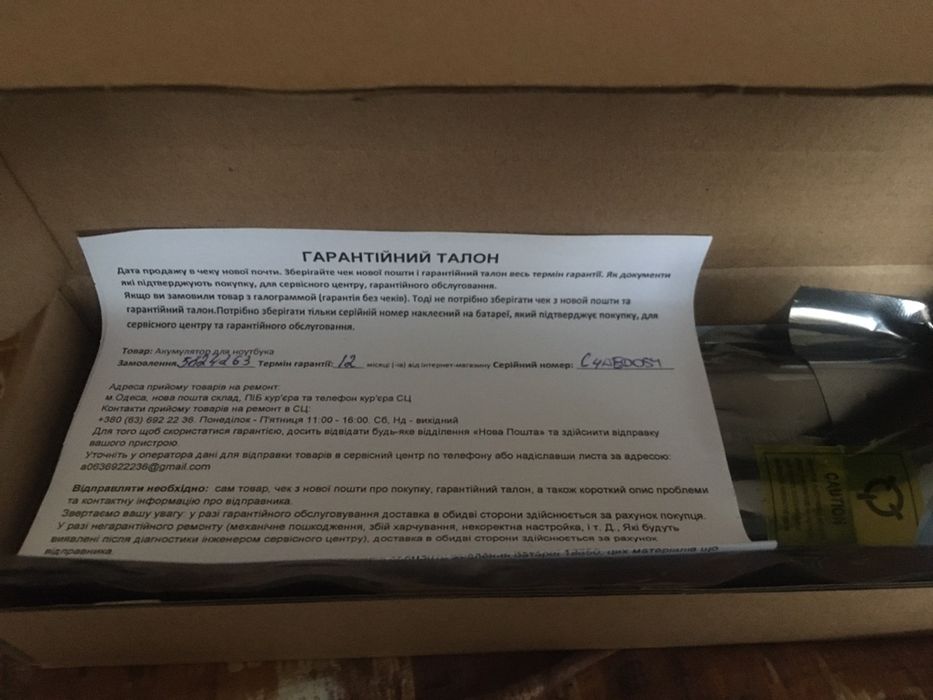 ГАРАНТІЙНИЙ ТАЛОН
Дата продажу в чеку нової почти. Зберігайте чек нової пошти і гарантійний талон весь термін гарантії. Як документи
які підтверджують покупку, для сервісного центру, гарантійного обслуговування.
Якщо ви замовили товар з галограммой (гарантія без чеків). Тоді не потрібно зберігати чек з новой пошти та
гарантійний талон.Потрібно зберігати тільки серійній номер наклеєний на батареї, який підтверджує покупку, для
сервісного центру та гарантійного обслуговування.
Товар: Акумулятор для ноутбука
Замовлення 5824263 Термін гарантії: 12 місяці (-ів) від інтернет-магазину Серійний номер:
Адреса прийому товарів на ремонт:
м.Одеса, нова пошта склад, ПІБ кур'єра та телефон кур'єра СЦ
Контакти прийому товарів на ремонт в СЦ:
+380 (63) 692 22 36. Понеділок - П'ятниця 11:00 - 16:00. Сб, Нд - вихідний
Для того щоб скористатися гарантією, досить відвідати будь-яке відділення «Нова Пошта» та здійснити відправку
вашого пристрою.
Уточніть у оператора дані для відправки товарів в сервісний центр по телефону або надіславши листа за адресою:
a0636922236@gmail.com
Відправляти необхідно: сам товар, чек з нової пошти про покупку, гарантійний талон, а також короткий опис проблеми
та контактну інформацію про відправника.
Звертаємо вашу увагу: у разі гарантійного обслуговування доставка в обидві сторони здійснюється за рахунок покупця.
У разі негарантійного ремонту (механічне пошкодження, збій харчування, некоректна настройка, і т. Д , Які будуть
виявлені після діагностики інженером сервісного центру), доставка в обидві сторони здійснюється за рахунок
відправника
CAUTION